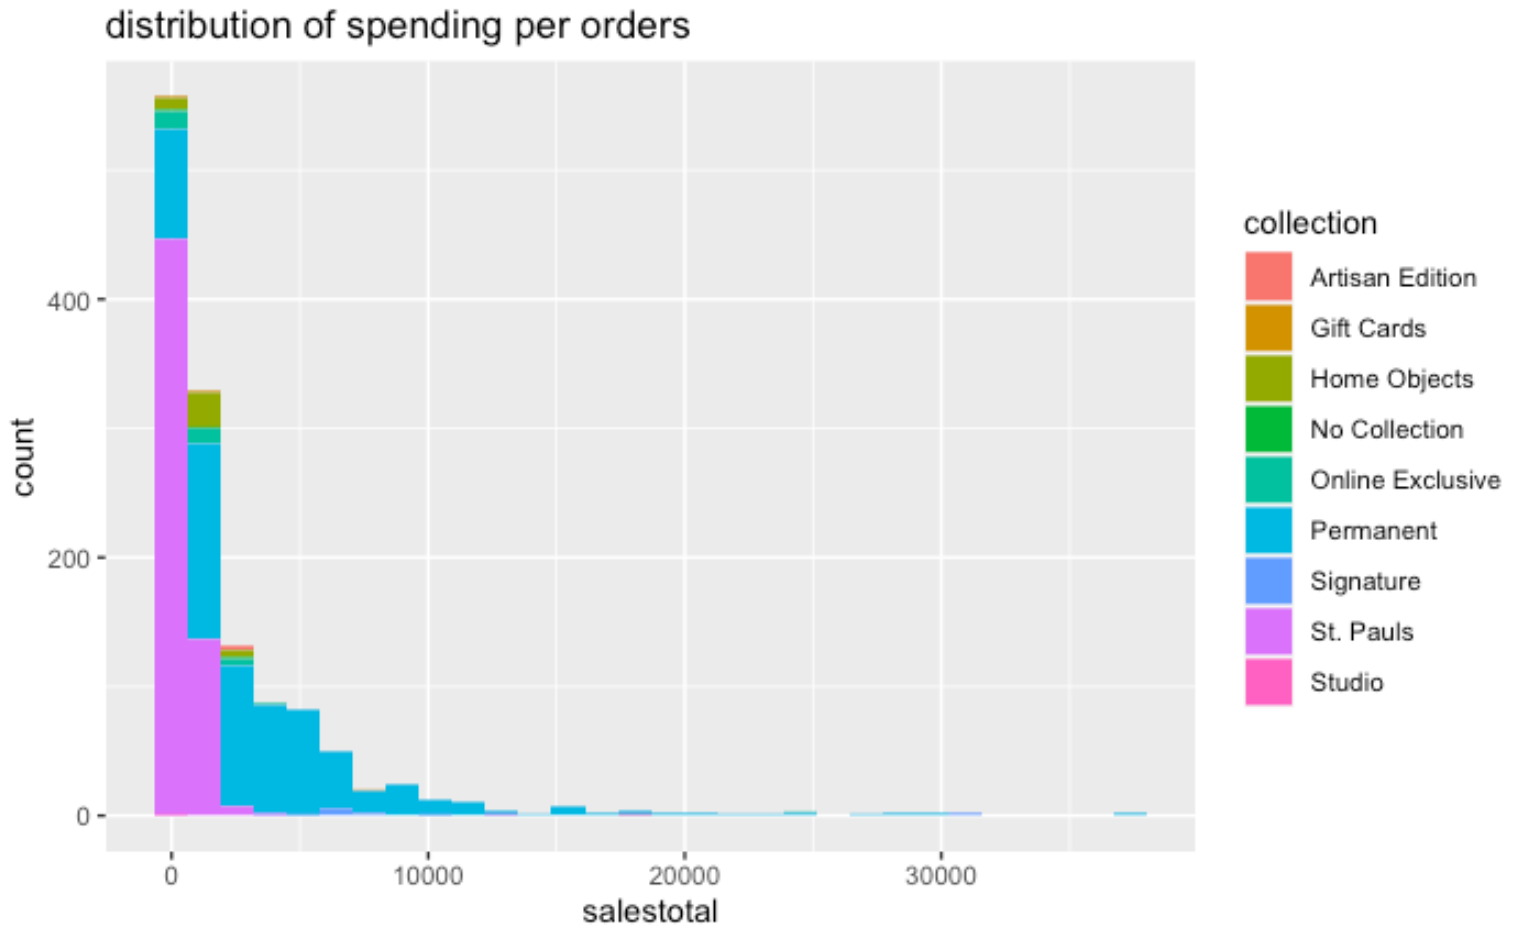 distribution of spending per orders
count
400
200
0
0
10000
20000
30000
salestotal
collection
Artisan Edition
Gift Cards
Home Objects
No Collection
Online Exclusive
Permanent
Signature
St. Pauls
Studio